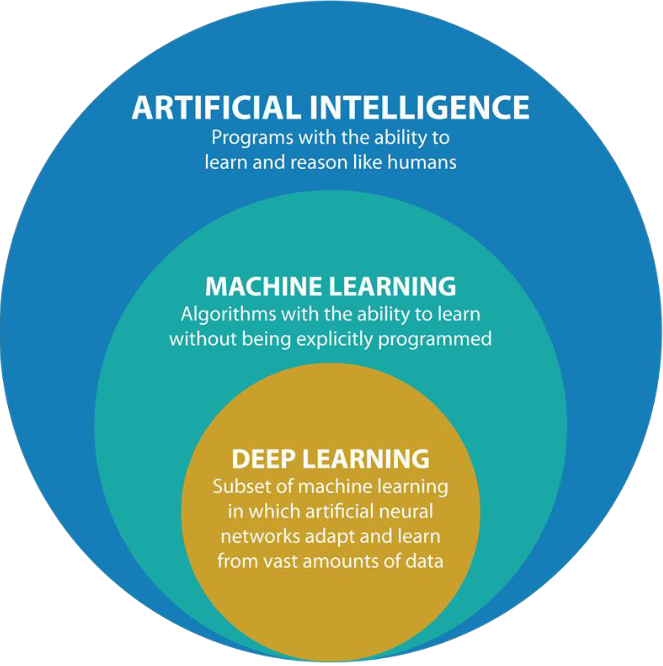 ARTIFICIAL INTELLIGENCE
Programs with the ability to
learn and reason like humans
MACHINE LEARNING
Algorithms with the ability to learn
without being explicitly programmed
DEEP LEARNING
Subset of machine learning
in which artificial neural
networks adapt and learn
from vast amounts of data